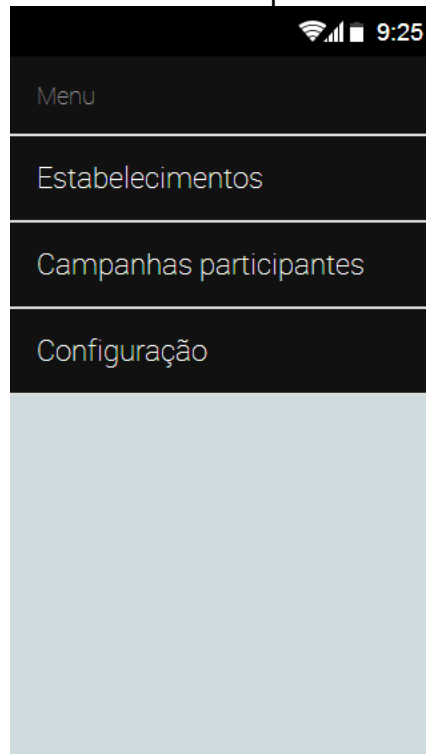 9:25
Menu
Estabelecimentos
Campanhas participantes
Configuração